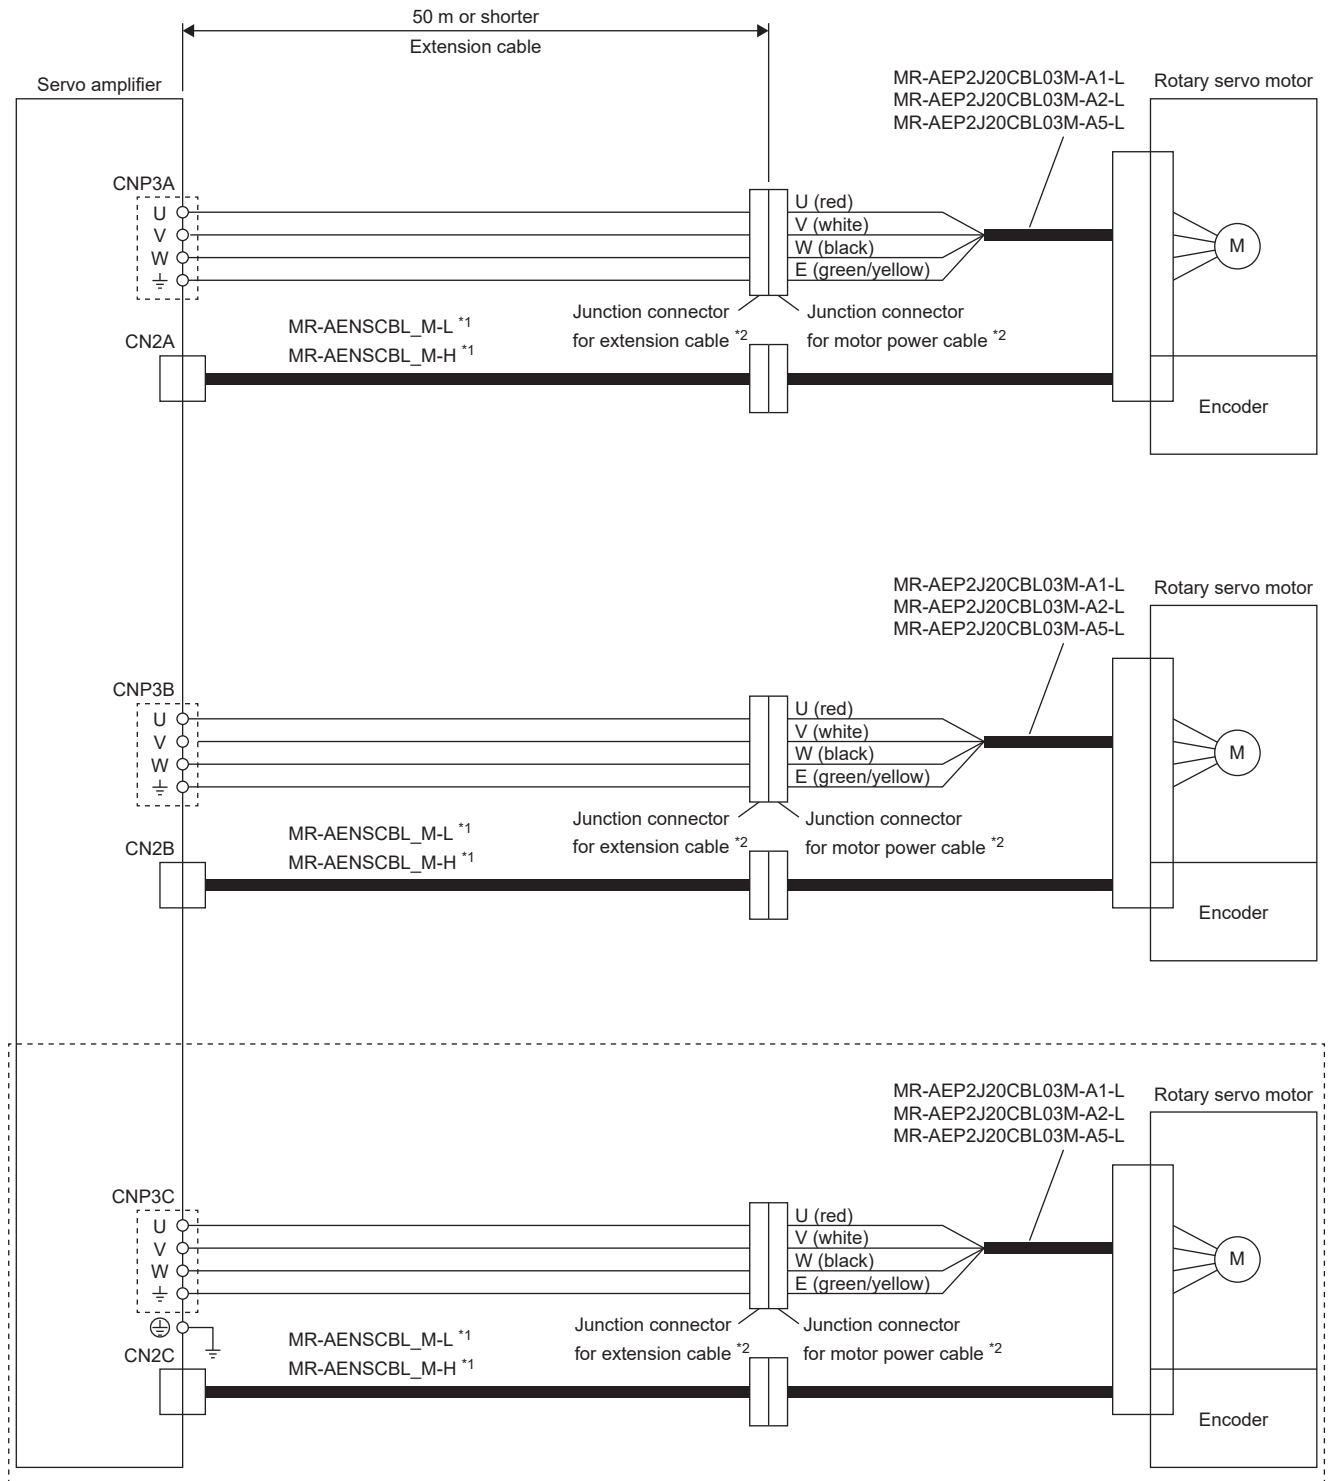 50 m or shorter
Extension cable
Servo amplifier
MR-AEP2J20CBL03M-A1-L
MR-AEP2J20CBL03M-A2-L
MR-AEP2J20CBL03M-A5-L
Rotary servo motor
CNP3A
U
V
W
U (red)
V (white)
W (black)
E (green/yellow)
M
Junction connector
for extension cable *2
Junction connector
for motor power cable *2
CN2A
MR-AENSCBL_M-L *1
MR-AENSCBL_M-H *1
Encoder
MR-AEP2J20CBL03M-A1-L
MR-AEP2J20CBL03M-A2-L
MR-AEP2J20CBL03M-A5-L
Rotary servo motor
CNP3B
U
V
W
U (red)
V (white)
W (black)
E (green/yellow)
M
Junction connector
for extension cable *2
Junction connector
for motor power cable *2
CN2B
MR-AENSCBL_M-L *1
MR-AENSCBL_M-H *1
Encoder
MR-AEP2J20CBL03M-A1-L
MR-AEP2J20CBL03M-A2-L
MR-AEP2J20CBL03M-A5-L
Rotary servo motor
CNP3C
U
V
W
U (red)
V (white)
W (black)
E (green/yellow)
M
Junction connector
for extension cable *2
Junction connector
for motor power cable *2
CN2C
MR-AENSCBL_M-L *1
MR-AENSCBL_M-H *1
Encoder